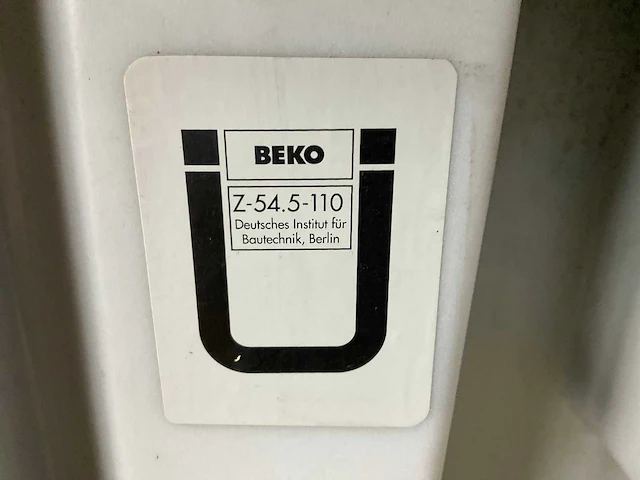 BEKO
Z-54.5-110
Deutsches Institut für
Bautechnik, Berlin